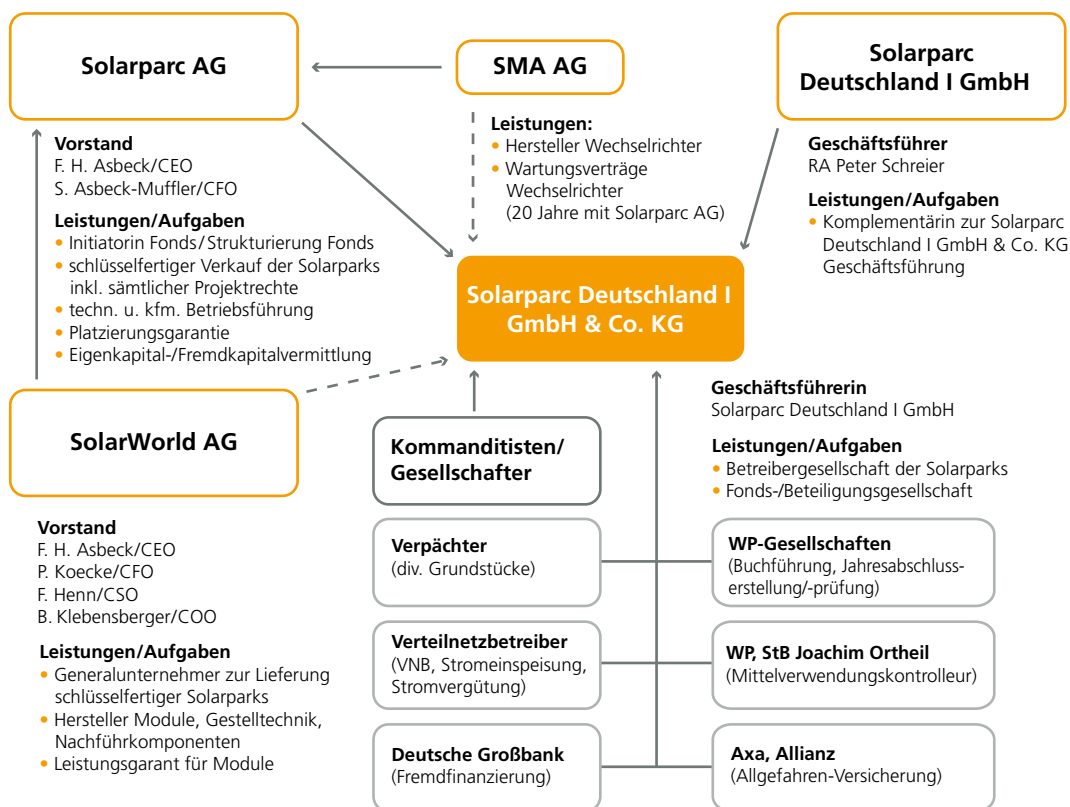 Solarparc AG
SMA AG
Solarparc
Deutschland I GmbH
Vorstand
F. H. Asbeck/CEO
S. Asbeck-Muffler/CFO
Leistungen/Aufgaben
• Initiatorin Fonds/Strukturierung Fonds
• schlüsselfertiger Verkauf der Solarparks
inkl. sämtlicher Projektrechte
• techn. u. kfm. Betriebsführung
• Platzierungsgarantie
• Eigenkapital-/Fremdkapitalvermittlung
Leistungen:
• Hersteller Wechselrichter
• Wartungsverträge
Wechselrichter
(20 Jahre mit Solarparc AG)
Geschäftsführer
RA Peter Schreier
Leistungen/Aufgaben
• Komplementärin zur Solarparc
Deutschland I GmbH & Co. KG
Geschäftsführung
Solarparc Deutschland I
GmbH & Co. KG
Geschäftsführerin
Solarparc Deutschland I GmbH
Leistungen/Aufgaben
• Betreibergesellschaft der Solarparks
• Fonds-/Beteiligungsgesellschaft
SolarWorld AG
Vorstand
F. H. Asbeck/CEO
P. Koecke/CFO
F. Henn/CSO
B. Klebensberger/COO
Leistungen/Aufgaben
• Generalunternehmer zur Lieferung
schlüsselfertiger Solarparks
• Hersteller Module, Gestelltechnik,
Nachführkomponenten
• Leistungsgarant für Module
Kommanditisten/
Gesellschafter
Verpächter
(div. Grundstücke)
WP-Gesellschaften
(Buchführung, Jahresabschluss-
erstellung/-prüfung)
Verteilnetzbetreiber
(VNB, Stromeinspeisung,
Stromvergütung)
WP, StB Joachim Ortheil
(Mittelverwendungskontrolleur)
Deutsche Großbank
(Fremdfinanzierung)
Axa, Allianz
(Allgefahren-Versicherung)